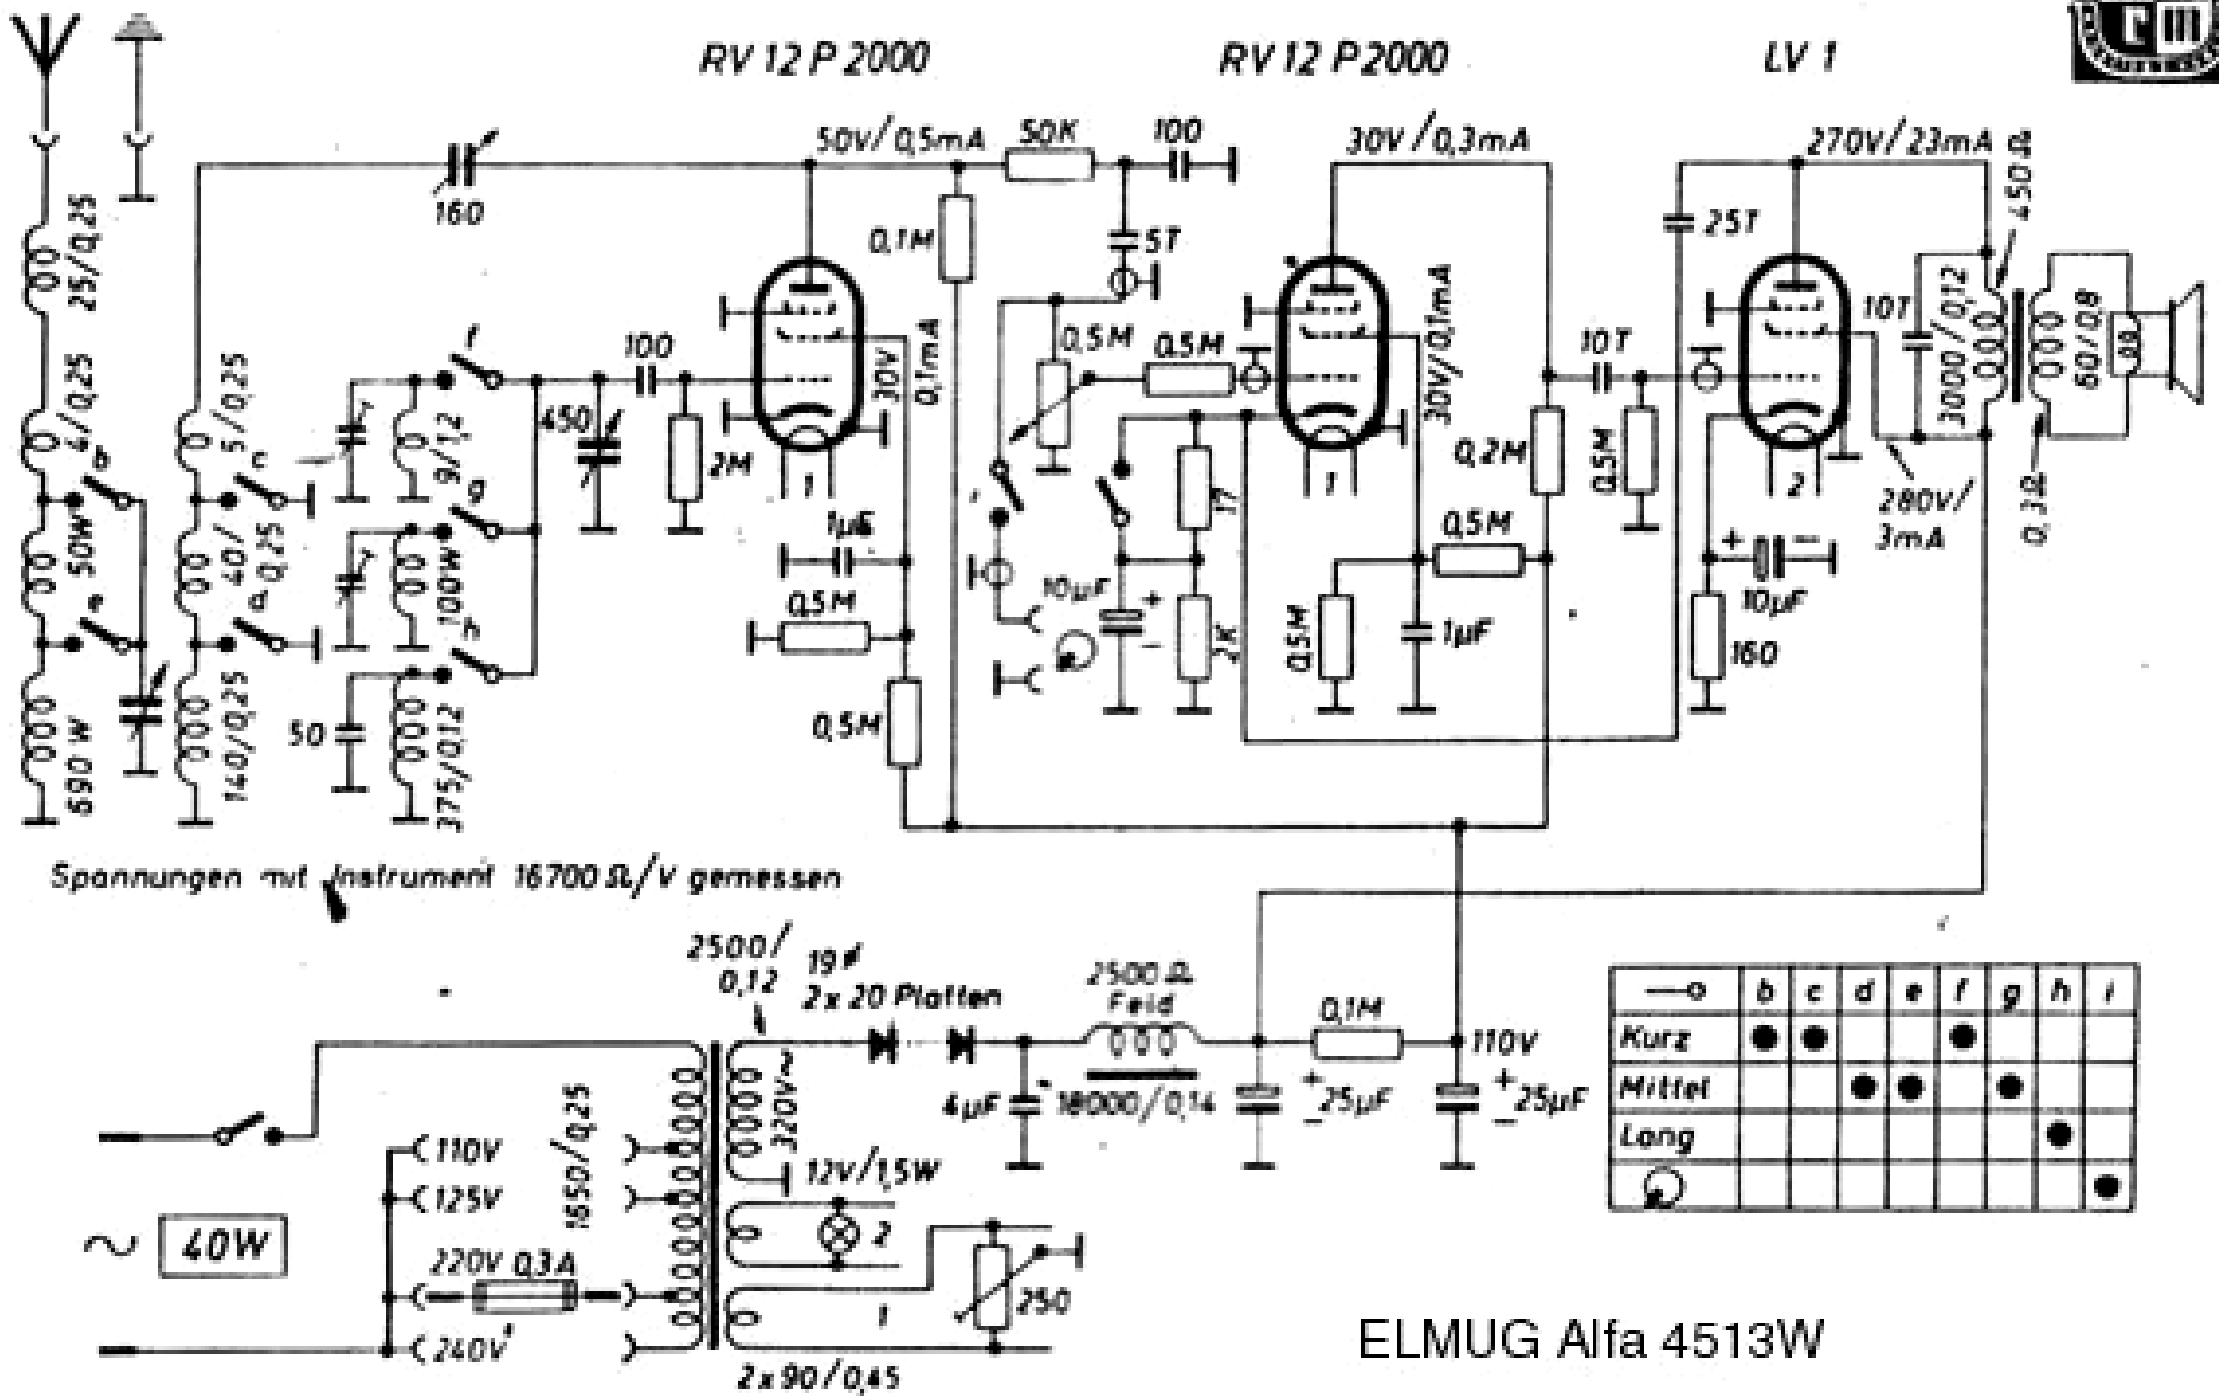 RV 12 P 2000
RV 12 P 2000
LV 1
50V/0,5mA
50K
100
30V/0,3mA
270V/23mA
450Ω
160
0,1M
5T
25T
25/0,25
4/0,25
50W
690 W
5/0,25
40/
0,25
140/0,25
f
9/1,2
g
100W
375/0,12
50
450
100
2M
1
30V
0,1mA
0,5M
0,5M
0,5M
0,5M
10µF
+
−
2K
1
30V/0,1mA
0,5M
0,5M
1µF
0,2M
10T
0,5M
2
10T
3000/0,12
60/0,8
0,3Ω
280V/
3mA
+
−
10µF
160
Spannungen mit Instrument 16700 Ω/V gemessen
2500/
0,12
19
2 x 20 Platten
320V~
4µF
2500 Ω
Feld
18000/0,14
+
−
25µF
0,1M
110V
+
−
25µF
110V
125V
220V
0,3A
240V
1650/0,25
~
40W
12V/1,5W
2
1
250
2x90/0,45
b c d e f g h i
Kurz
Mittel
Lang
ELMUG Alfa 4513W